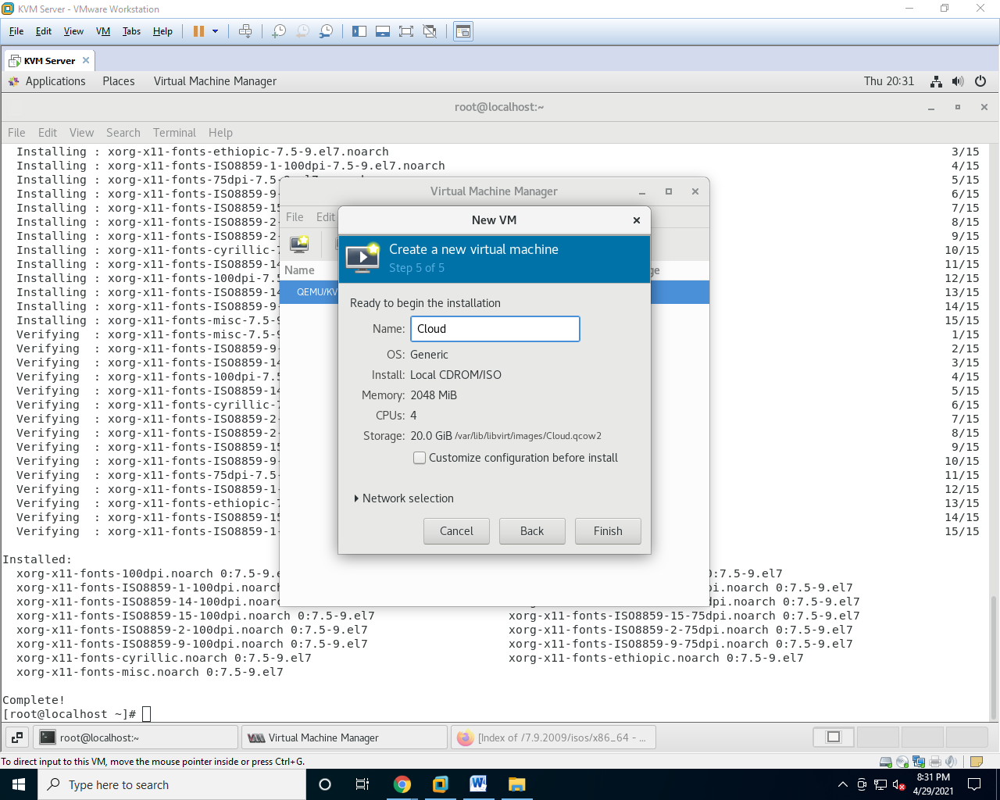 KVM Server - VMware Workstation
File Edit View VM Tabs Help
KVM Server
Applications Places Virtual Machine Manager Thu 20:31
root@localhost:~
File Edit View Search Terminal Help
Installing : xorg-x11-fonts-ethiopic-7.5-9.el7.noarch 3/15
Installing : xorg-x11-fonts-ISO8859-1-100dpi-7.5-9.el7.noarch 4/15
Installing : xorg-x11-fonts-75dpi-7.5- 5/15
Installing : xorg-x11-fonts-ISO8859-9- 6/15
Installing : xorg-x11-fonts-ISO8859-15 7/15
Installing : xorg-x11-fonts-ISO8859-2- 8/15
Installing : xorg-x11-fonts-ISO8859-2- 9/15
Installing : xorg-x11-fonts-cyrillic-7 10/15
Installing : xorg-x11-fonts-ISO8859-14 11/15
Installing : xorg-x11-fonts-100dpi-7.5 12/15
Installing : xorg-x11-fonts-ISO8859-14 13/15
Installing : xorg-x11-fonts-ISO8859-9- 14/15
Installing : xorg-x11-fonts-misc-7.5-9 15/15
Verifying : xorg-x11-fonts-misc-7.5-9 1/15
Verifying : xorg-x11-fonts-ISO8859-9- 2/15
Verifying : xorg-x11-fonts-ISO8859-14 3/15
Verifying : xorg-x11-fonts-100dpi-7.5 4/15
Verifying : xorg-x11-fonts-ISO8859-14 5/15
Verifying : xorg-x11-fonts-cyrillic-7 6/15
Verifying : xorg-x11-fonts-ISO8859-2- 7/15
Verifying : xorg-x11-fonts-ISO8859-2- 8/15
Verifying : xorg-x11-fonts-ISO8859-15 9/15
Verifying : xorg-x11-fonts-ISO8859-9- 10/15
Verifying : xorg-x11-fonts-75dpi-7.5- 11/15
Verifying : xorg-x11-fonts-ISO8859-1- 12/15
Verifying : xorg-x11-fonts-ethiopic-7 13/15
Verifying : xorg-x11-fonts-ISO8859-15 14/15
Verifying : xorg-x11-fonts-ISO8859-1- 15/15
Virtual Machine Manager
File Edit
Name
QEMU/KV
New VM
Create a new virtual machine
Step 5 of 5
Ready to begin the installation
Name: Cloud
OS: Generic
Install: Local CDROM/ISO
Memory: 2048 MiB
CPUs: 4
Storage: 20.0 GiB /var/lib/libvirt/images/Cloud.qcow2
Customize configuration before install
Network selection
Cancel Back Finish
Installed:
xorg-x11-fonts-100dpi.noarch 0:7.5-9.e :7.5-9.el7
xorg-x11-fonts-ISO8859-1-100dpi.noarch pi.noarch 0:7.5-9.el7
xorg-x11-fonts-ISO8859-14-100dpi.noarc dpi.noarch 0:7.5-9.el7
xorg-x11-fonts-ISO8859-15-100dpi.noarch 0:7.5-9.el7 xorg-x11-fonts-ISO8859-15-75dpi.noarch 0:7.5-9.el7
xorg-x11-fonts-ISO8859-2-100dpi.noarch 0:7.5-9.el7 xorg-x11-fonts-ISO8859-2-75dpi.noarch 0:7.5-9.el7
xorg-x11-fonts-ISO8859-9-100dpi.noarch 0:7.5-9.el7 xorg-x11-fonts-ISO8859-9-75dpi.noarch 0:7.5-9.el7
xorg-x11-fonts-cyrillic.noarch 0:7.5-9.el7 xorg-x11-fonts-ethiopic.noarch 0:7.5-9.el7
xorg-x11-fonts-misc.noarch 0:7.5-9.el7
Complete!
[root@localhost ~]#
root@localhost:~ Virtual Machine Manager [Index of /7.9.2009/isos/x86_64 - ...
To direct input to this VM, move the mouse pointer inside or press Ctrl+G.
Type here to search
8:31 PM
4/29/2021